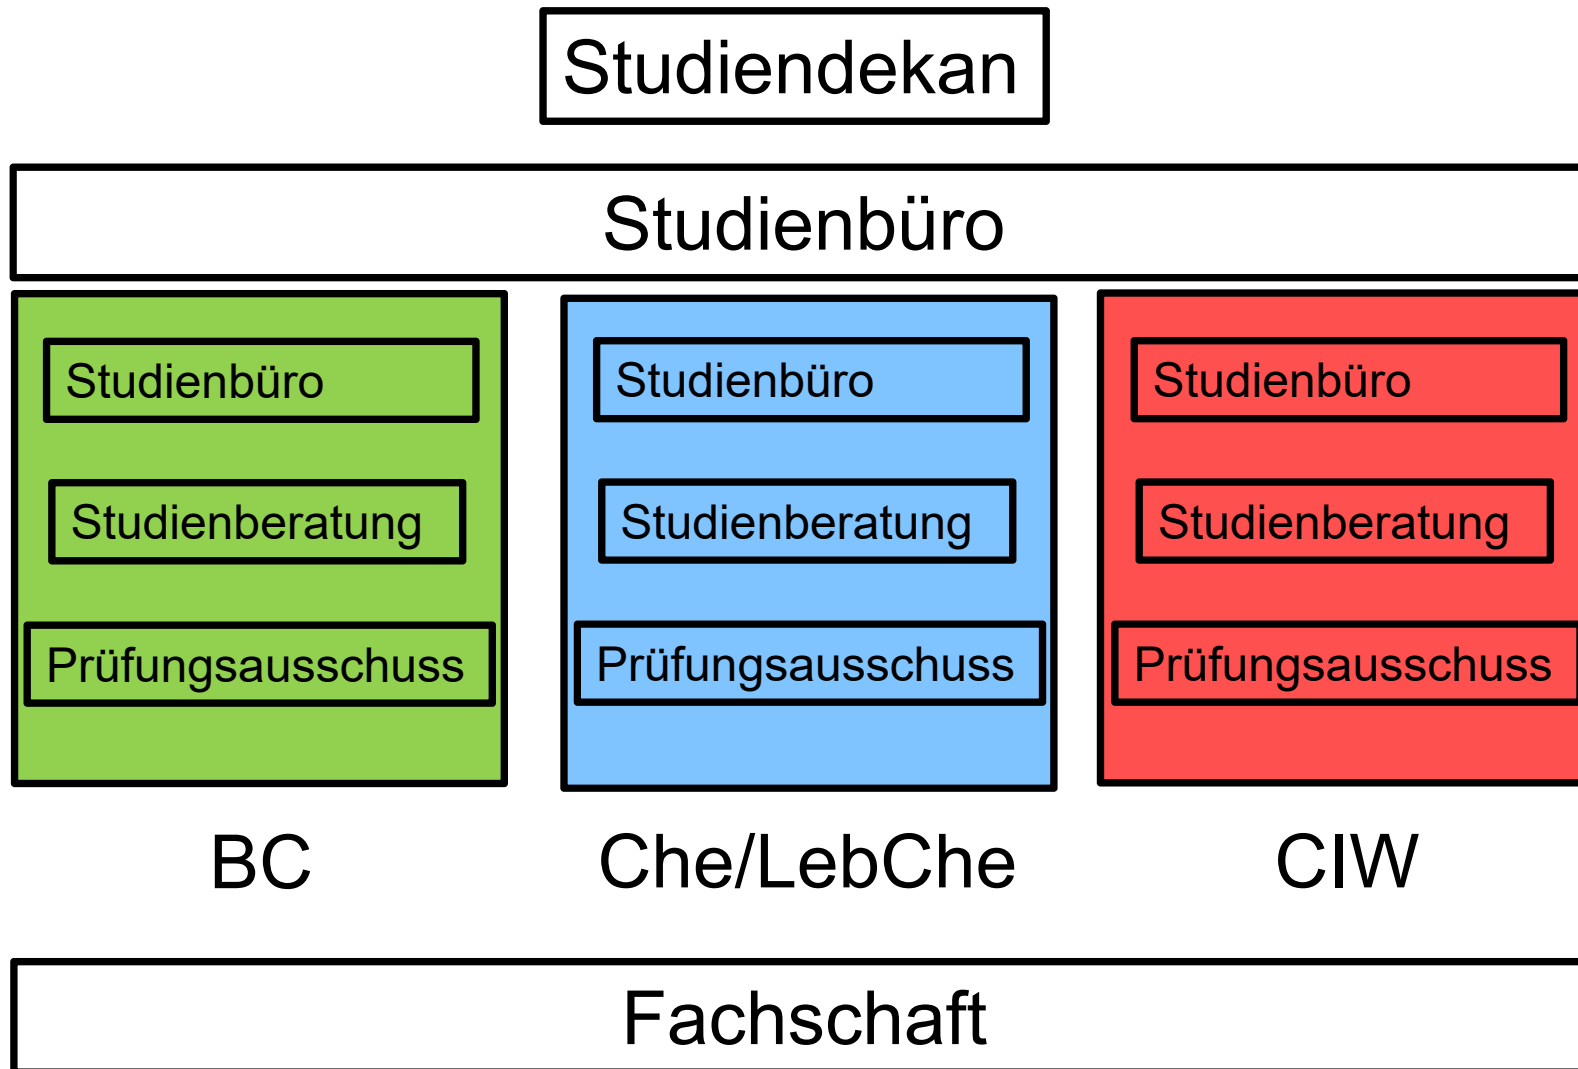 Studiendekan
Studienbüro
Studienbüro
Studienberatung
Prüfungsausschuss
BC
Studienbüro
Studienberatung
Prüfungsausschuss
Che/LebChe
Studienbüro
Studienberatung
Prüfungsausschuss
CIW
Fachschaft